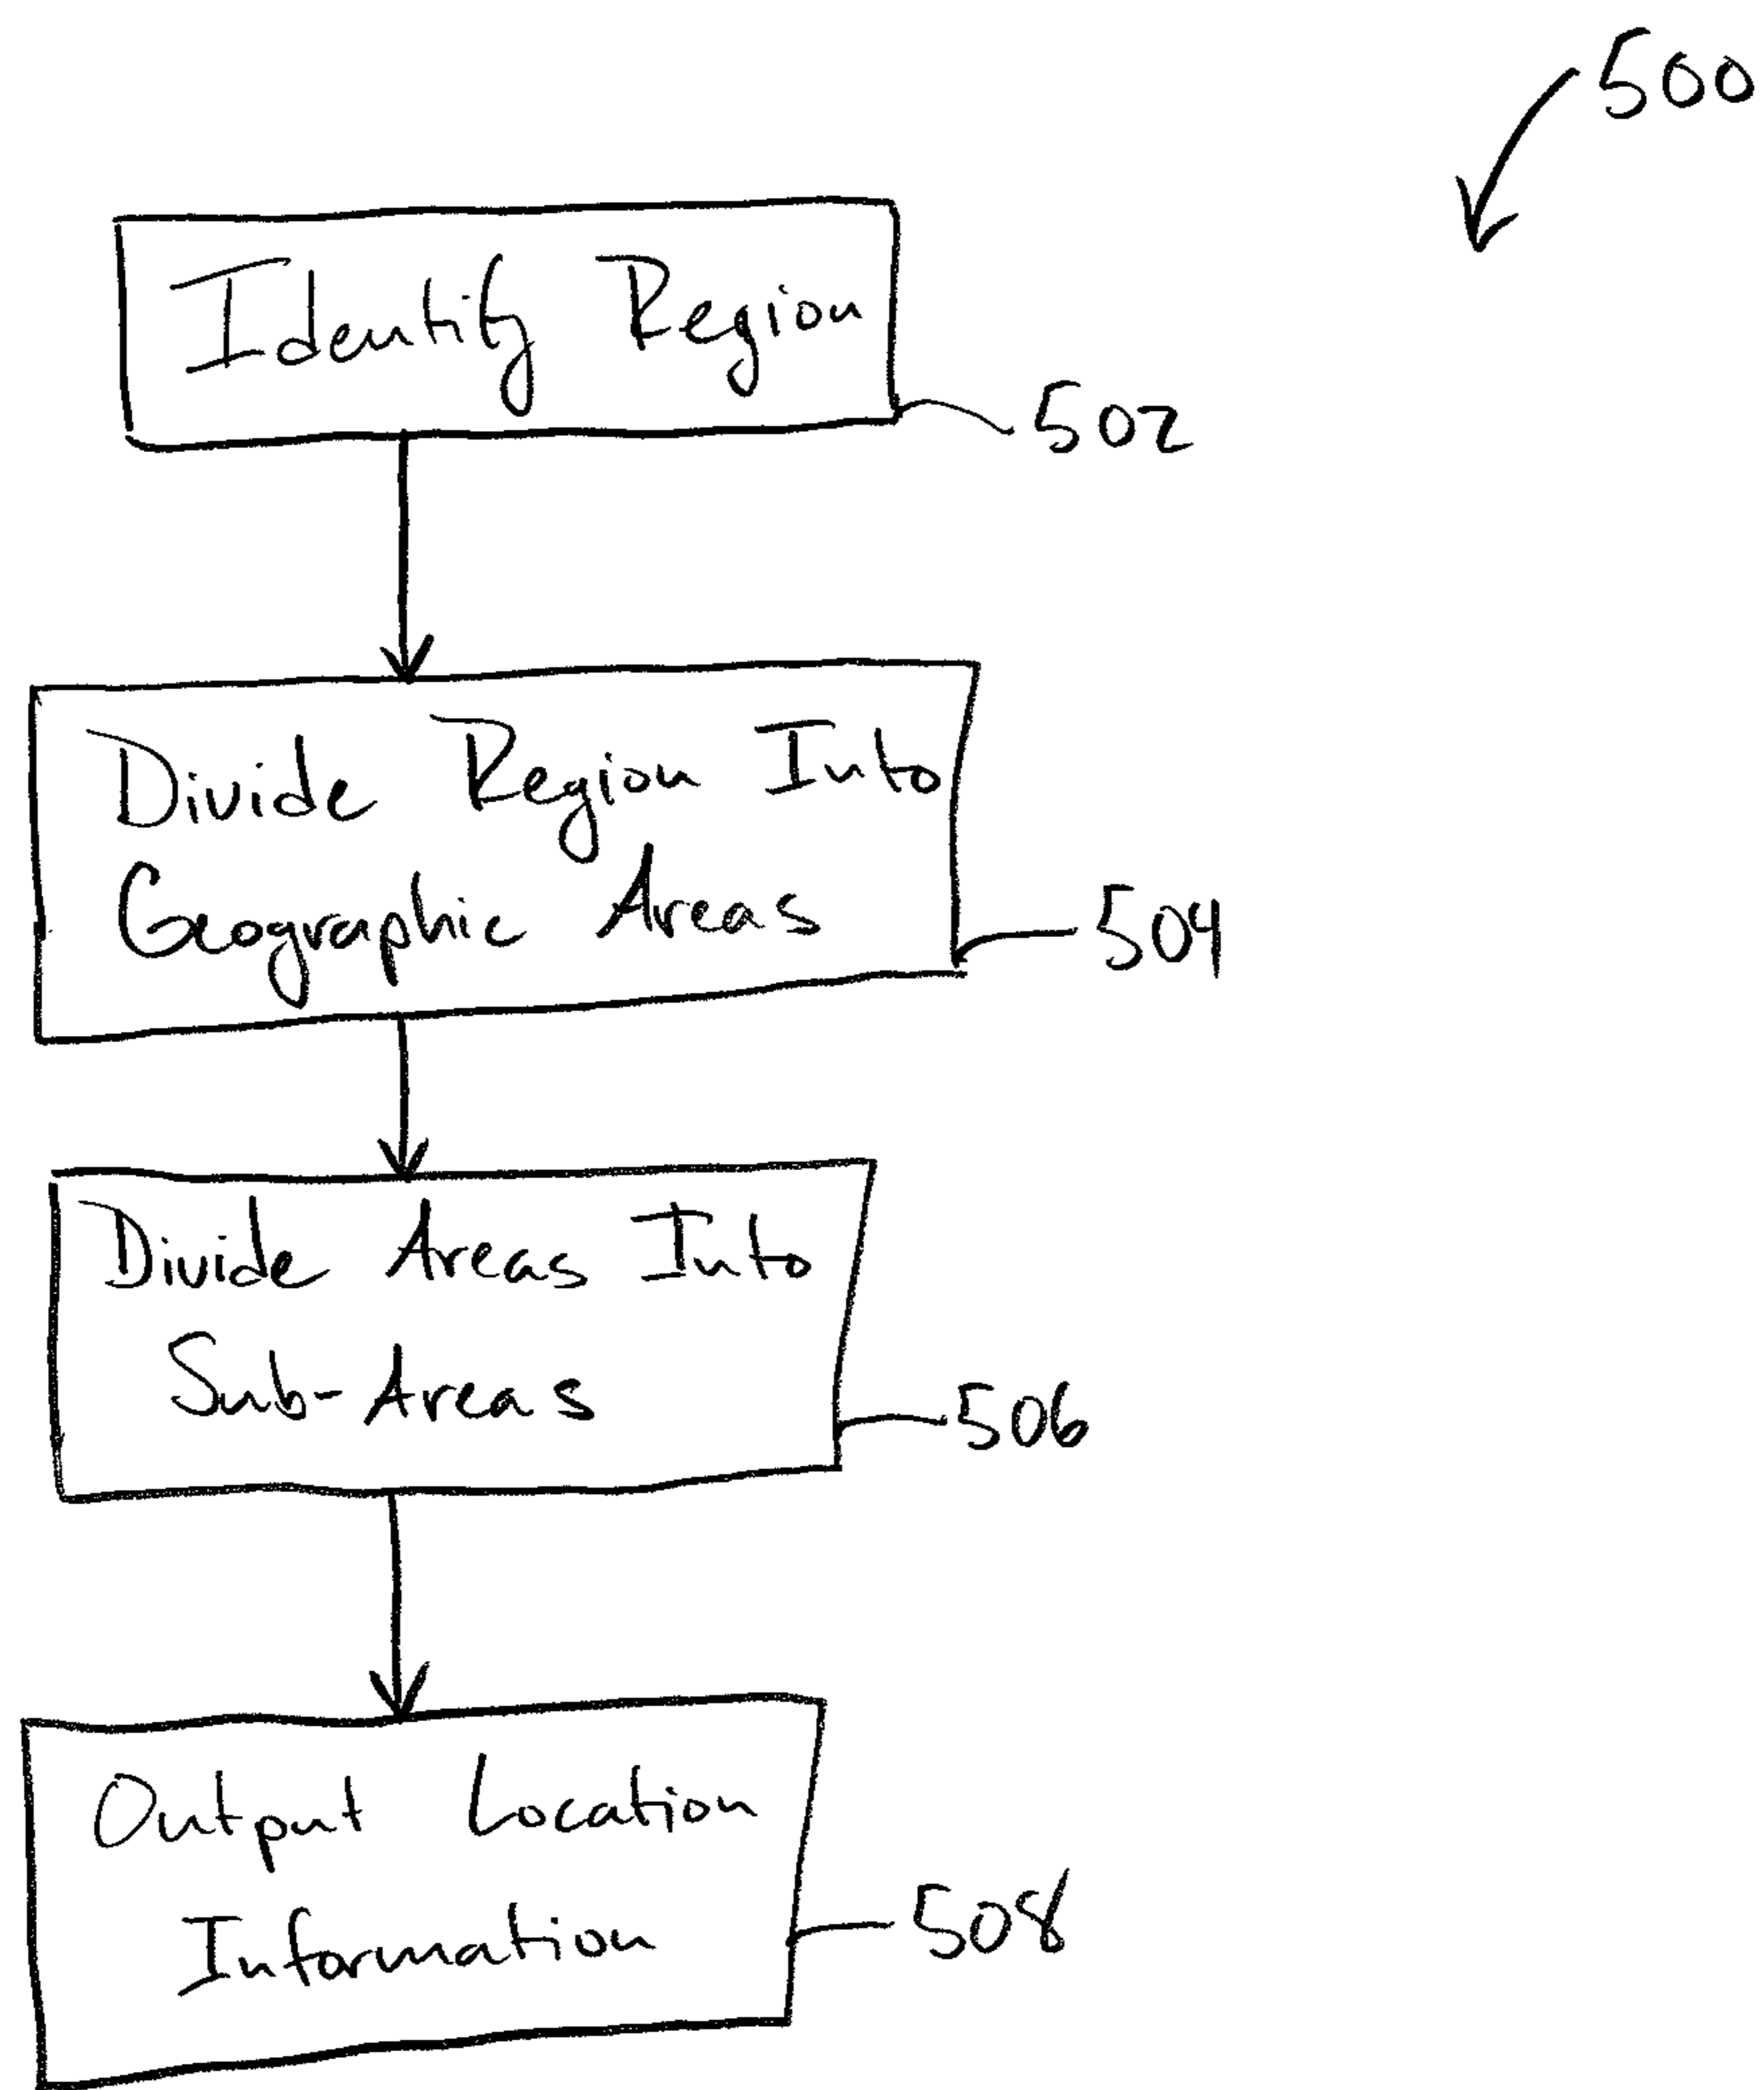 500
Identify Region
502
Divide Region Into
Geographic Areas
504
Divide Areas Into
Sub-Areas
506
Output Location
Information
508